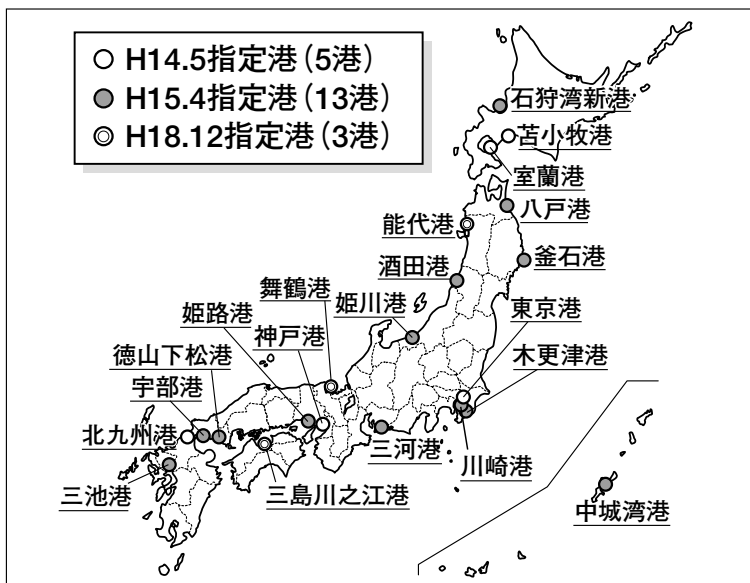 H14.5指定港（5港）
H15.4指定港（13港）
H18.12指定港（3港）
石狩湾新港
苫小牧港
室蘭港
八戸港
能代港
釜石港
酒田港
舞鶴港
姫川港
東京港
姫路港
神戸港
木更津港
徳山下松港
宇部港
北九州港
三河港
川崎港
三池港
三島川之江港
中城湾港